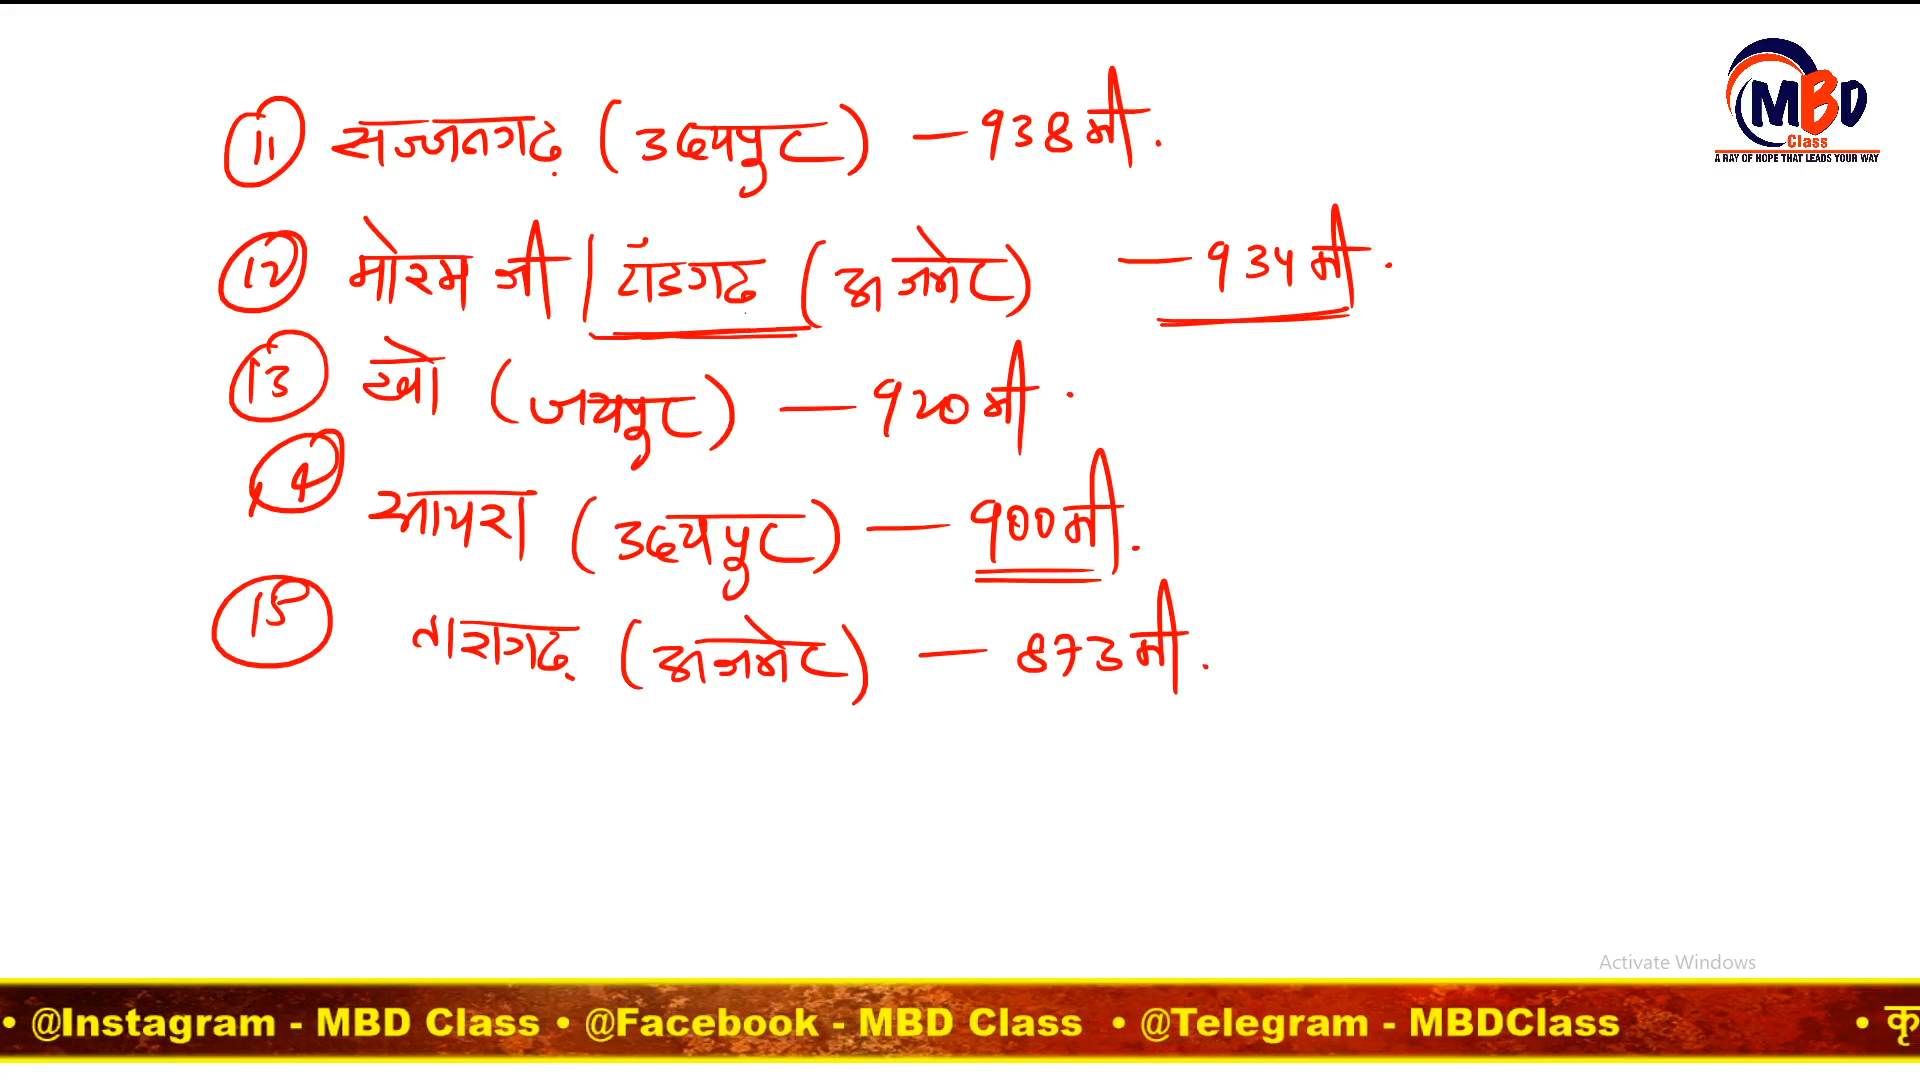 MBD
Class
A RAY OF HOPE THAT LEADS YOUR WAY
11 सज्जनगढ़ (उदयपुर) – 938 मी.
12 मोरम जी | टांडगढ (अजमेर) – 934 मी.
13 खो (जयपुर) – 920 मी.
14 सायरा (उदयपुर) – 900 मी.
15 तारागढ़ (अजमेर) – 873 मी.
Activate Windows
• @Instagram - MBD Class • @Facebook - MBD Class • @Telegram - MBDClass • कृ